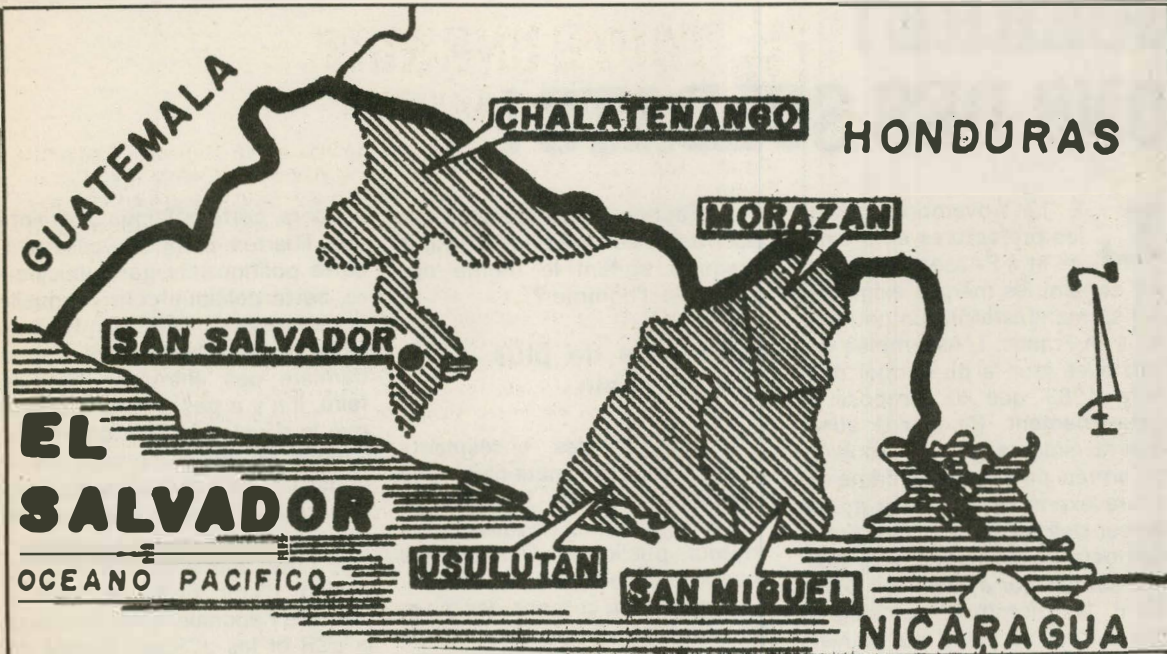 GUATEMALA
CHALATENANGO
HONDURAS
MORAZAN
SAN SALVADOR
EL
SALVADOR
OCEANO PACIFICO
USULUTAN
SAN MIGUEL
NICARAGUA